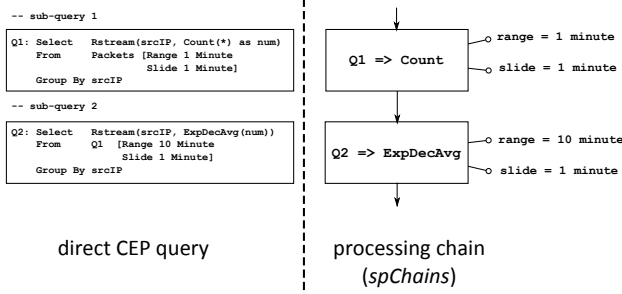 -- sub-query 1
Q1: Select Rstream(srcIP, Count(*) as num)
From Packets [Range 1 Minute
Slide 1 Minute]
Group By srcIP
-- sub-query 2
Q2: Select Rstream(srcIP, ExpDecAvg(num))
From Q1 [Range 10 Minute
Slide 1 Minute]
Group By srcIP
direct CEP query
Q1 => Count
range = 1 minute
slide = 1 minute
Q2 => ExpDecAvg
range = 10 minute
slide = 1 minute
processing chain
(spChains)